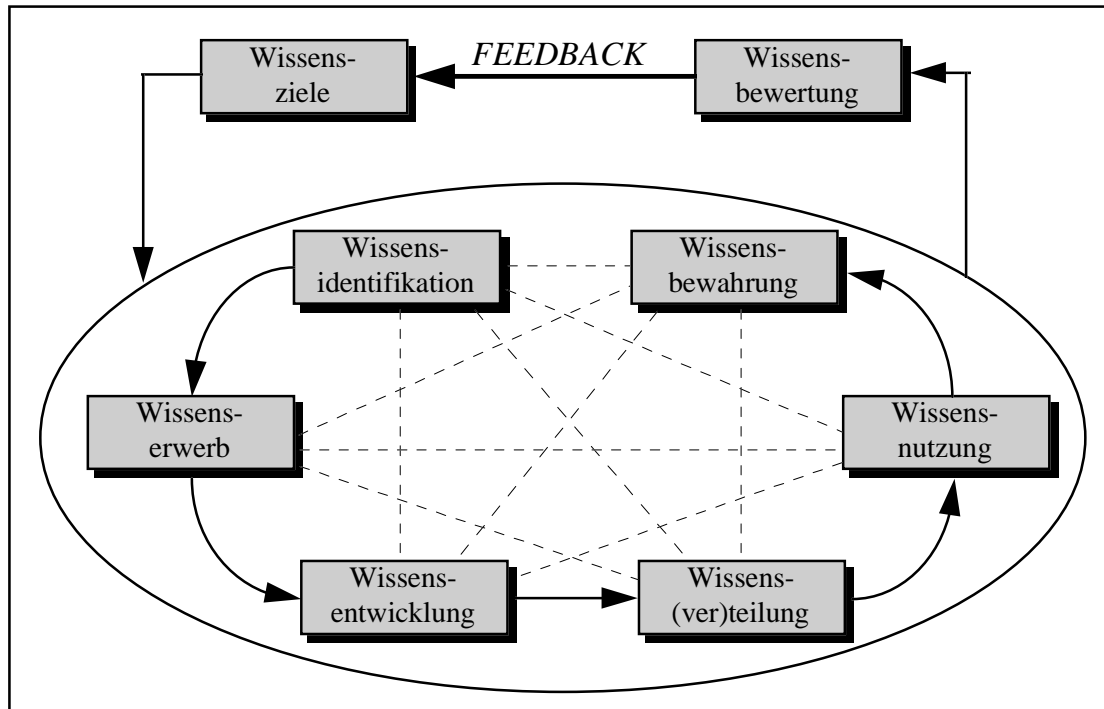 Wissens-
ziele
FEEDBACK
Wissens-
bewertung
Wissens-
identifikation
Wissens-
bewahrung
Wissens-
erwerb
Wissens-
nutzung
Wissens-
entwicklung
Wissens-
(ver)teilung